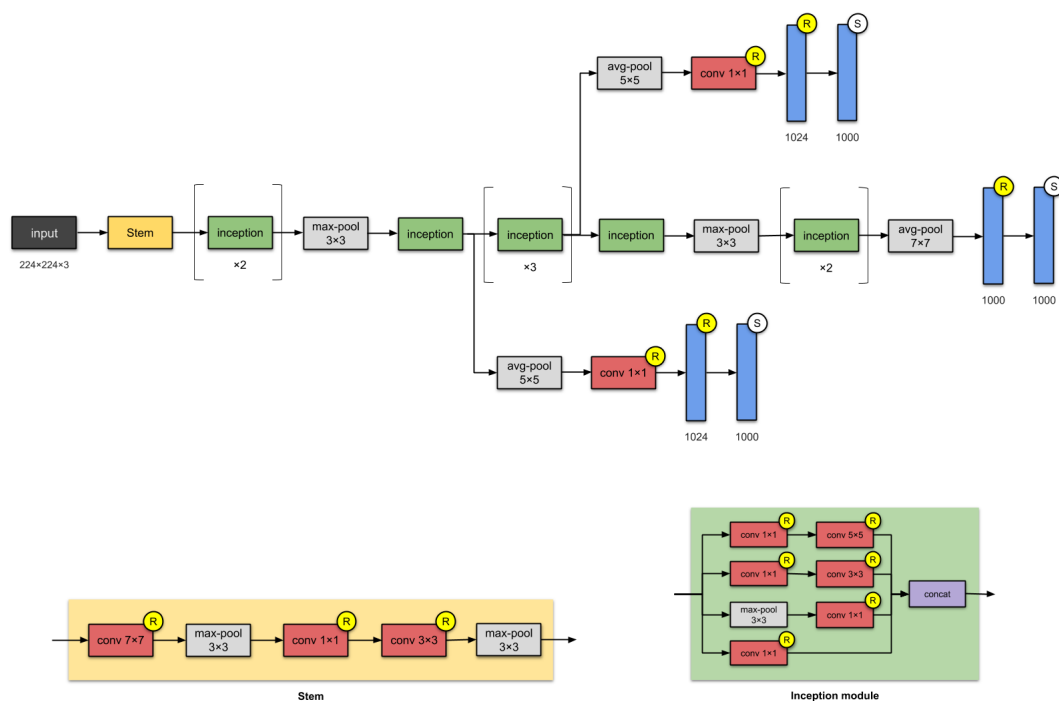 R
S
avg-pool
5×5
conv 1×1
R
1024
1000
input
224×224×3
Stem
inception
×2
max-pool
3×3
inception
inception
×3
inception
max-pool
3×3
inception
×2
avg-pool
7×7
R
S
1000
1000
avg-pool
5×5
conv 1×1
R
R
S
1024
1000
conv 7×7
R
max-pool
3×3
conv 1×1
R
conv 3×3
R
max-pool
3×3
Stem
conv 1×1
R
conv 5×5
R
conv 1×1
R
conv 3×3
R
max-pool
3×3
conv 1×1
R
conv 1×1
R
concat
Inception module